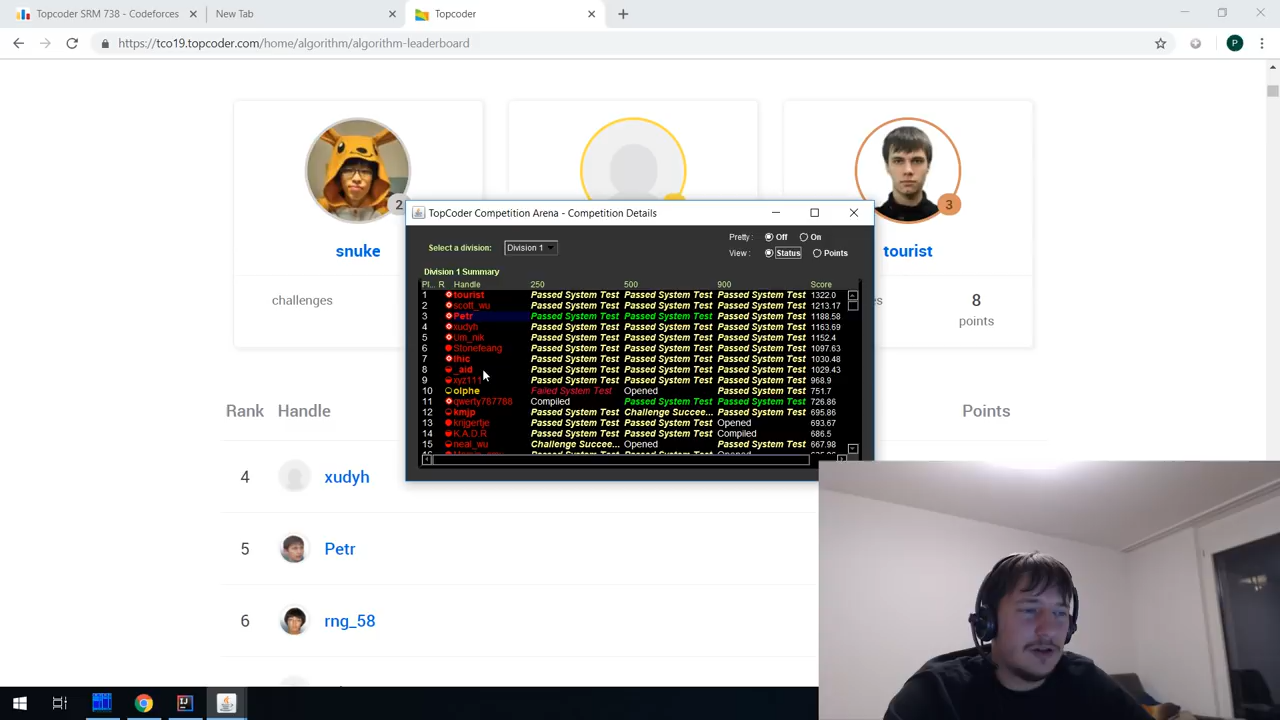 Topcoder SRM 738 - Codeforces
New Tab
Topcoder
https://tco19.topcoder.com/home/algorithm/algorithm-leaderboard
2
3
snuke
tourist
challenges
8
points
TopCoder Competition Arena - Competition Details
Select a division: Division 1
Pretty : Off On
View : Status Points
Division 1 Summary
Pl... R Handle 250 500 900 Score
1 tourist Passed System Test Passed System Test Passed System Test 1322.0
2 scott_wu Passed System Test Passed System Test Passed System Test 1213.17
3 Petr Passed System Test Passed System Test Passed System Test 1188.58
4 xudyh Passed System Test Passed System Test Passed System Test 1163.69
5 Um_nik Passed System Test Passed System Test Passed System Test 1152.4
6 Stonefeang Passed System Test Passed System Test Passed System Test 1097.63
7 lhic Passed System Test Passed System Test Passed System Test 1030.48
8 _aid Passed System Test Passed System Test Passed System Test 1029.43
9 xyz111 Passed System Test Passed System Test Passed System Test 968.9
10 olphe Failed System Test Opened Passed System Test 751.7
11 qwerty787788 Compiled Passed System Test Passed System Test 726.86
12 kmjp Passed System Test Challenge Succee... Passed System Test 695.86
13 krijgertje Passed System Test Passed System Test Opened 693.67
14 K.A.D.R Passed System Test Passed System Test Compiled 686.5
15 neal_wu Challenge Succee... Opened Passed System Test 667.98
Rank Handle Points
4 xudyh
5 Petr
6 rng_58